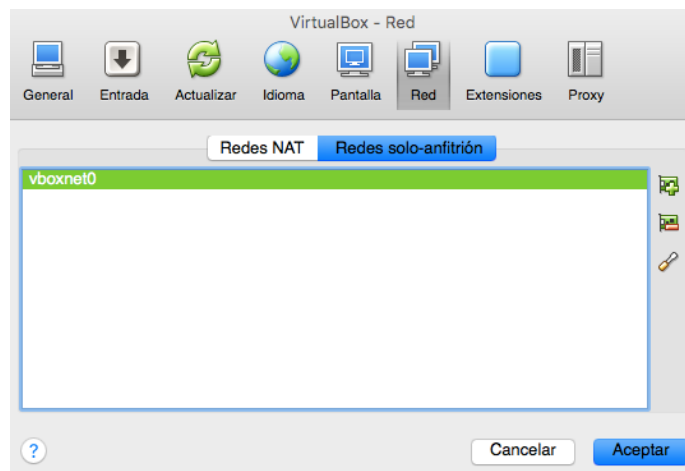 VirtualBox - Red
General Entrada Actualizar Idioma Pantalla Red Extensiones Proxy
Redes NAT Redes solo-anfitrión
vboxnet0
? Cancelar Aceptar